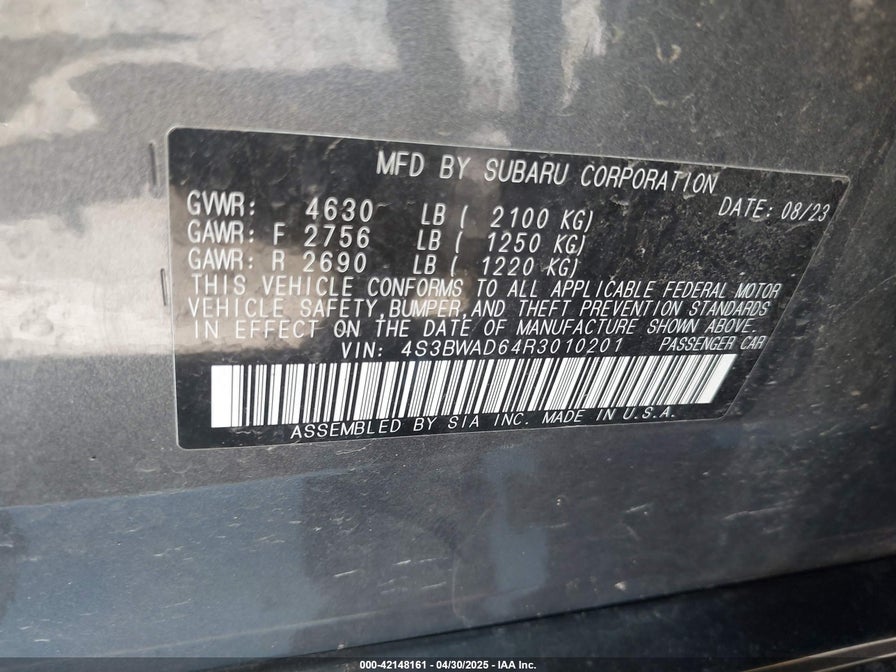 MFD BY SUBARU CORPORATION
DATE: 08/23
GVWR: 4630 LB ( 2100 KG)
GAWR: F 2756 LB ( 1250 KG)
GAWR: R 2690 LB ( 1220 KG)
THIS VEHICLE CONFORMS TO ALL APPLICABLE FEDERAL MOTOR
VEHICLE SAFETY,BUMPER,AND THEFT PREVENTION STANDARDS
IN EFFECT ON THE DATE OF MANUFACTURE SHOWN ABOVE.
VIN: 4S3BWAD64R3010201 PASSENGER CAR
ASSEMBLED BY SIA INC. MADE IN U.S.A.
000-42148161 - 04/30/2025 - IAA Inc.